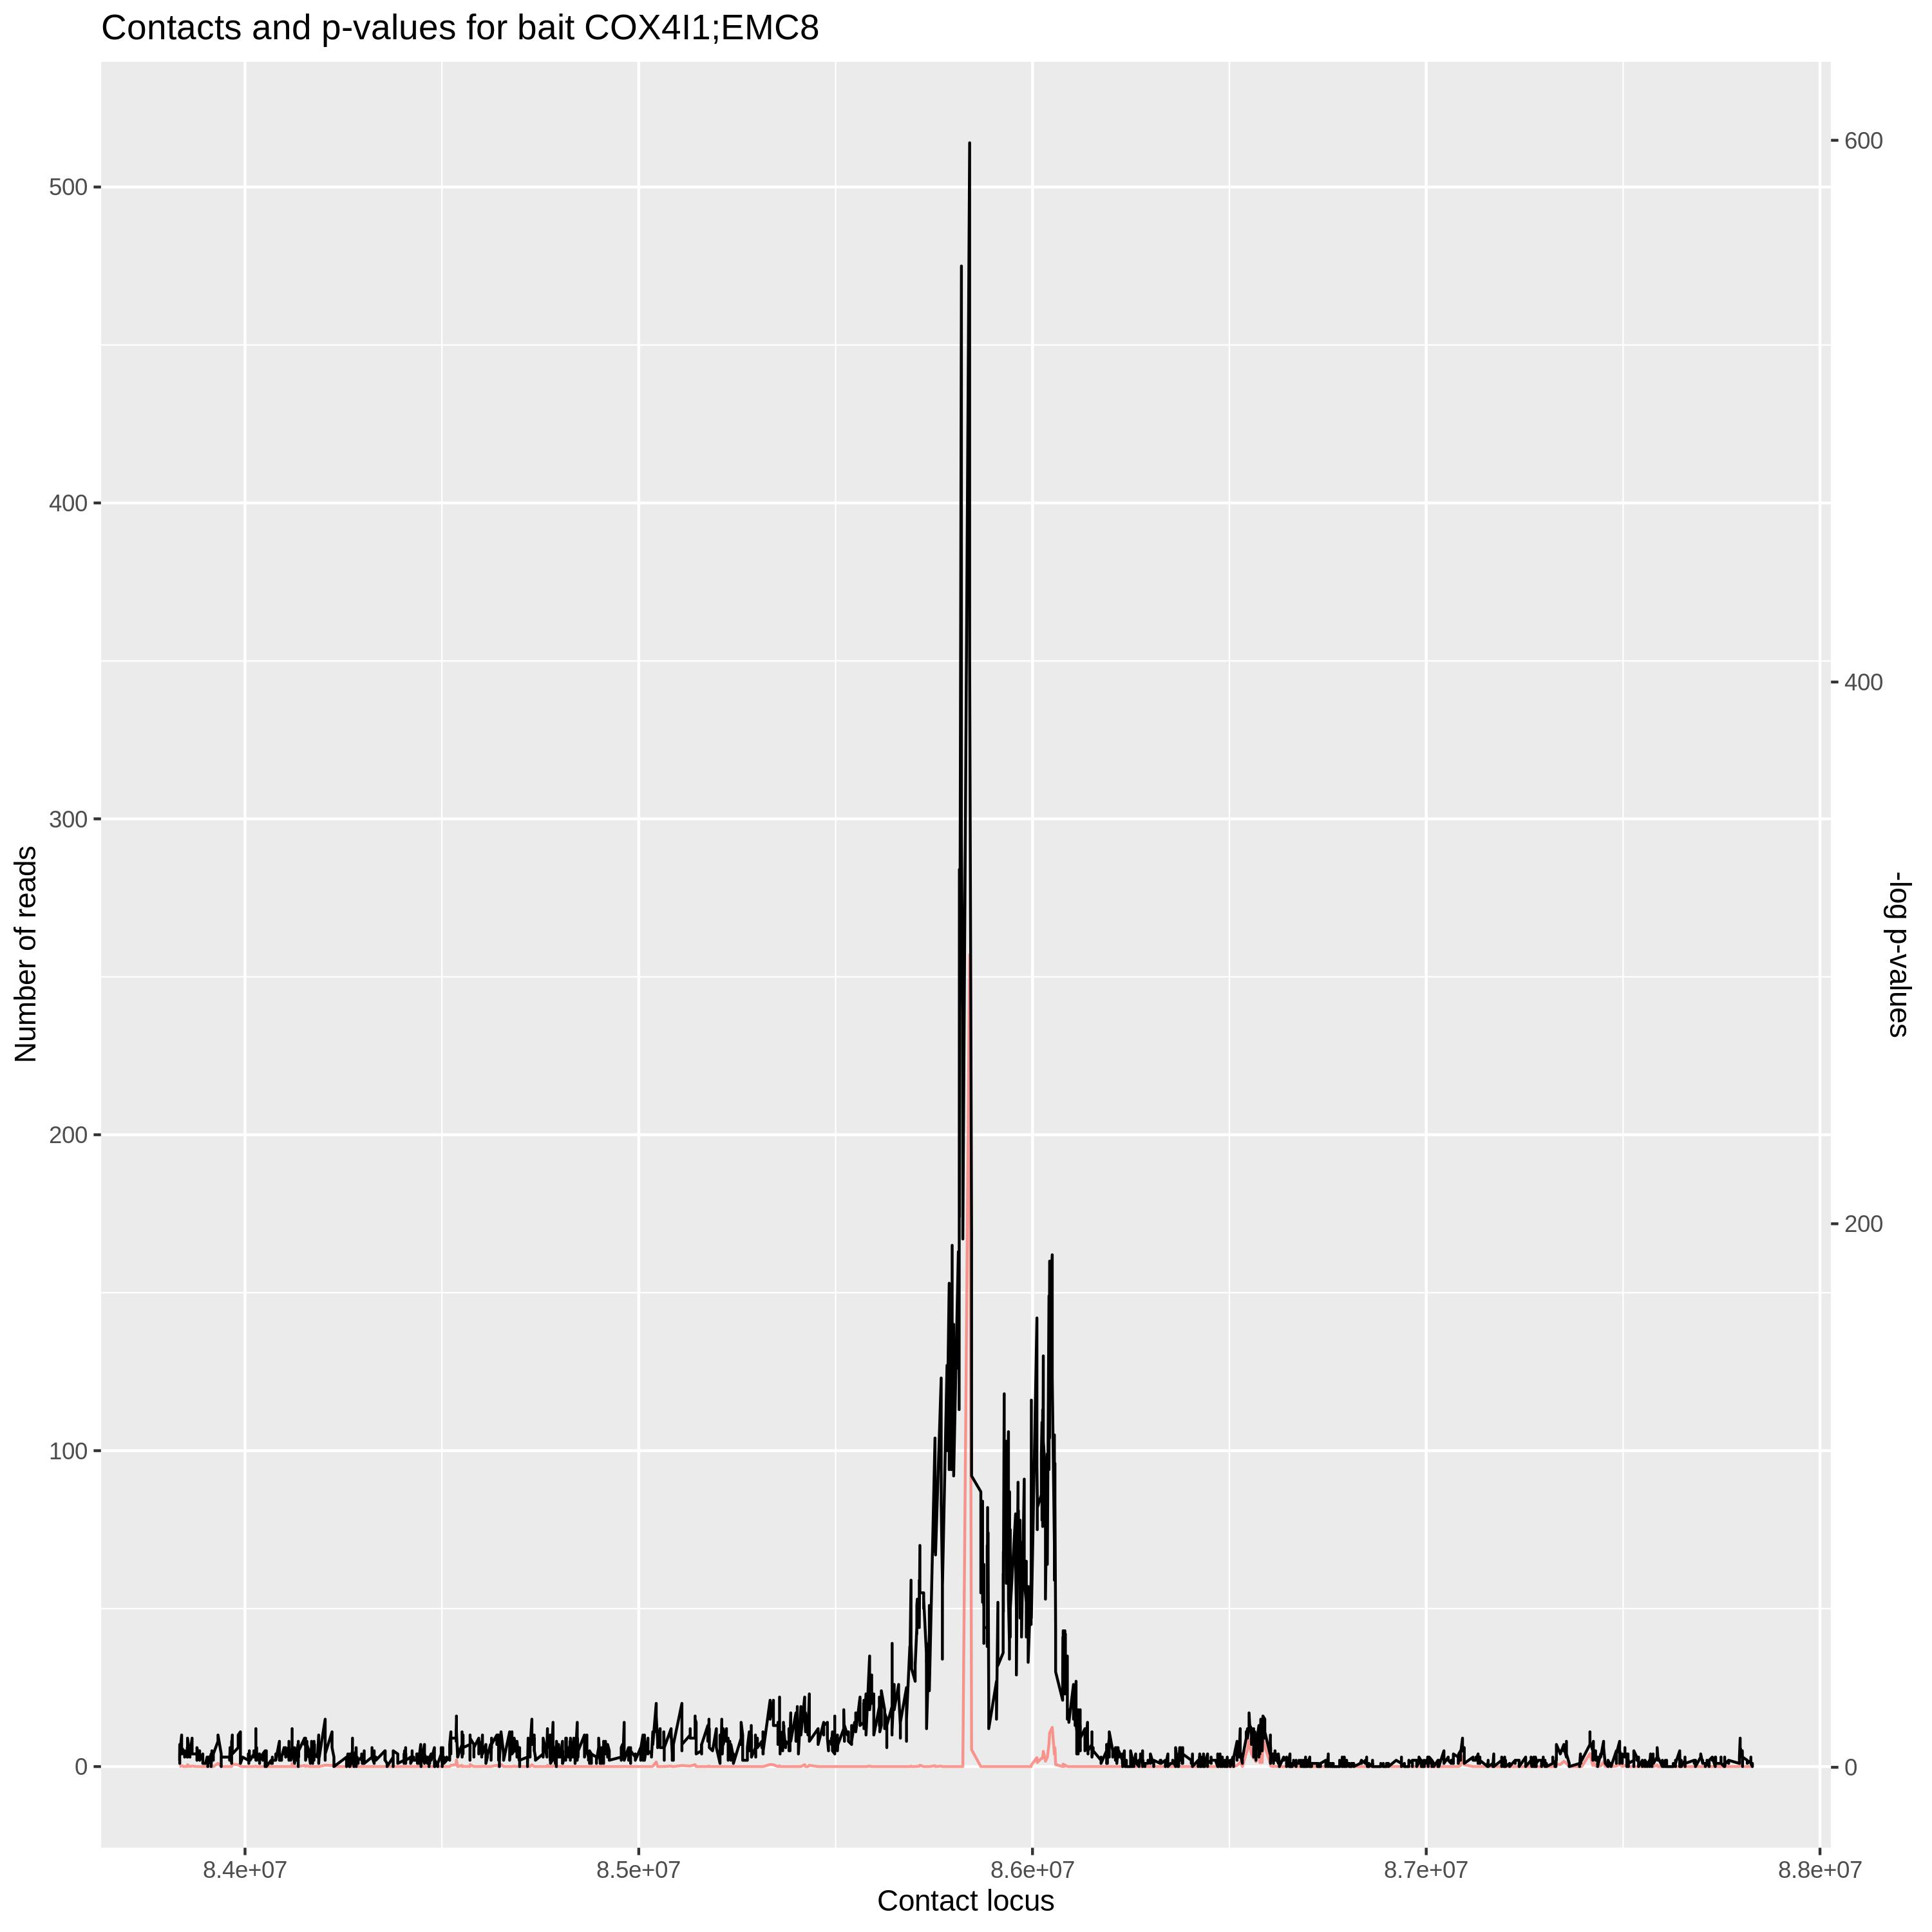 Contacts and p-values for bait COX4I1;EMC8
600
500
400
400
300
200
200
100
0
0
Number of reads
-log p-values
8.4e+07
8.5e+07
8.6e+07
8.7e+07
8.8e+07
Contact locus